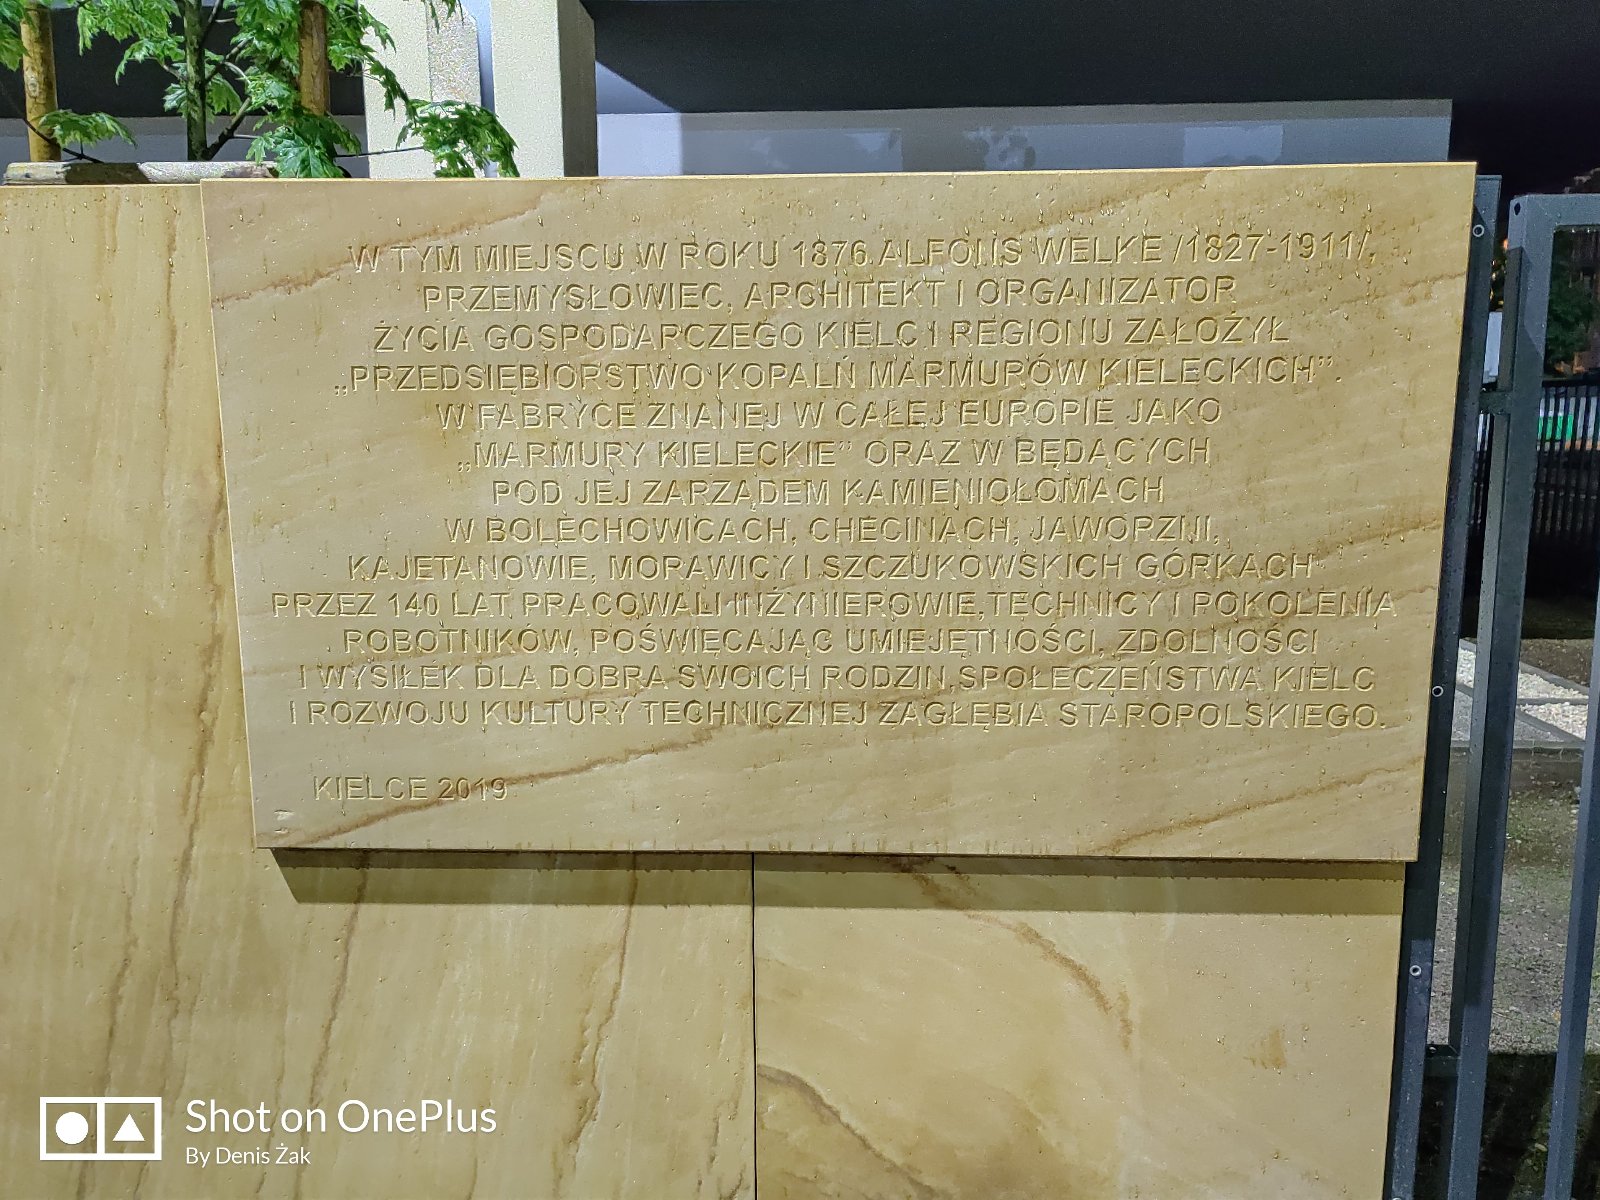 W TYM MIEJSCU W ROKU 1876 ALFONS WELKE /1827-1911/,
PRZEMYSŁOWIEC, ARCHITEKT I ORGANIZATOR
ŻYCIA GOSPODARCZEGO KIELC I REGIONU ZAŁOŻYŁ
„PRZEDSIĘBIORSTWO KOPALŃ MARMURÓW KIELECKICH”.
W FABRYCE ZNANEJ W CAŁEJ EUROPIE JAKO
„MARMURY KIELECKIE” ORAZ W BĘDĄCYCH
POD JEJ ZARZĄDEM KAMIENIOŁOMACH
W BOLECHOWICACH, CHĘCINACH, JAWORZNI,
KAJETANOWIE, MORAWICY I SZCZUKOWSKICH GÓRKACH
PRZEZ 140 LAT PRACOWALI INŻYNIEROWIE, TECHNICY I POKOLENIA
ROBOTNIKÓW, POŚWIĘCAJĄC UMIEJĘTNOŚCI, ZDOLNOŚCI
I WYSIŁEK DLA DOBRA SWOICH RODZIN, SPOŁECZEŃSTWA KIELC
I ROZWOJU KULTURY TECHNICZNEJ ZAGŁĘBIA STAROPOLSKIEGO.
KIELCE 2019
Shot on OnePlus
By Denis Żak